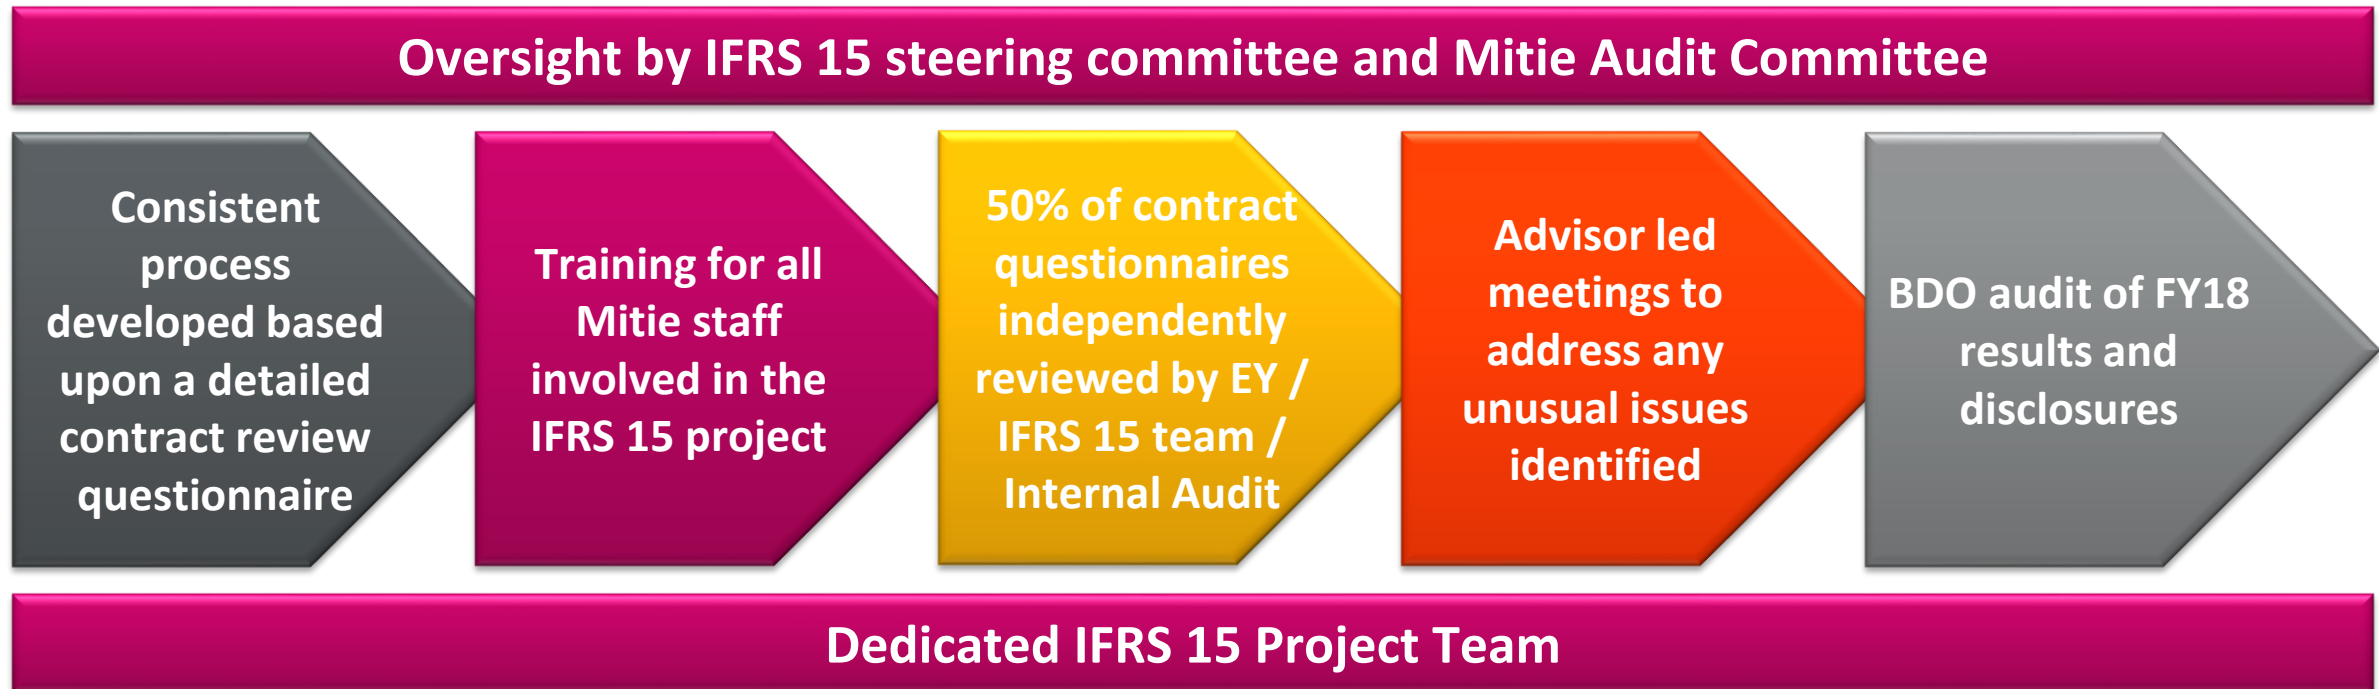 Oversight by IFRS 15 steering committee and Mitie Audit Committee
Consistent
process
developed based
upon a detailed
contract review
questionnaire
Training for all
Mitie staff
involved in the
IFRS 15 project
50% of contract
questionnaires
independently
reviewed by EY /
IFRS 15 team /
Internal Audit
Advisor led
meetings to
address any
unusual issues
identified
BDO audit of FY18
results and
disclosures
Dedicated IFRS 15 Project Team